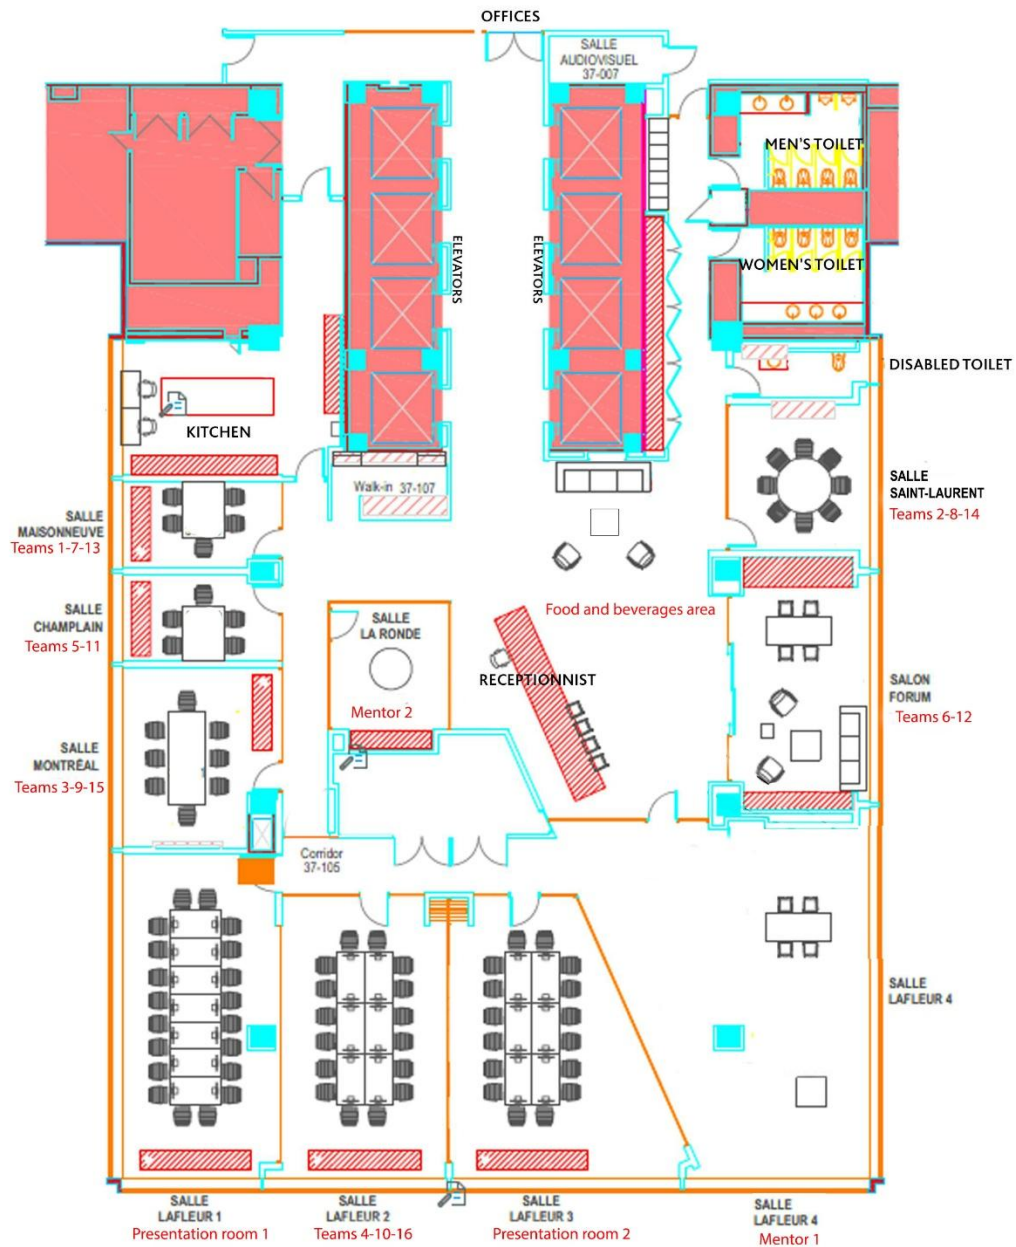 OFFICES
SALLE
AUDIOVISUEL
37-007
MEN'S TOILET
ELEVATORS
ELEVATORS
WOMEN'S TOILET
DISABLED TOILET
KITCHEN
Walk-in 37-107
SALLE
SAINT-LAURENT
Teams 2-8-14
SALLE
MAISONNEUVE
Teams 1-7-13
SALLE
CHAMPLAIN
Teams 5-11
SALLE
LA RONDE
Mentor 2
Food and beverages area
RECEPTIONNIST
SALON
FORUM
Teams 6-12
SALLE
MONTRÉAL
Teams 3-9-15
Corridor
37-105
SALLE
LAFLEUR 4
SALLE
LAFLEUR 1
Presentation room 1
SALLE
LAFLEUR 2
Teams 4-10-16
SALLE
LAFLEUR 3
Presentation room 2
SALLE
LAFLEUR 4
Mentor 1